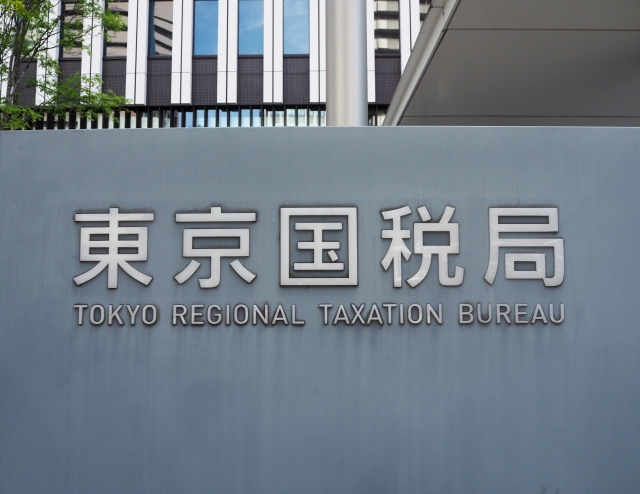 東京国税局
TOKYO REGIONAL TAXATION BUREAU